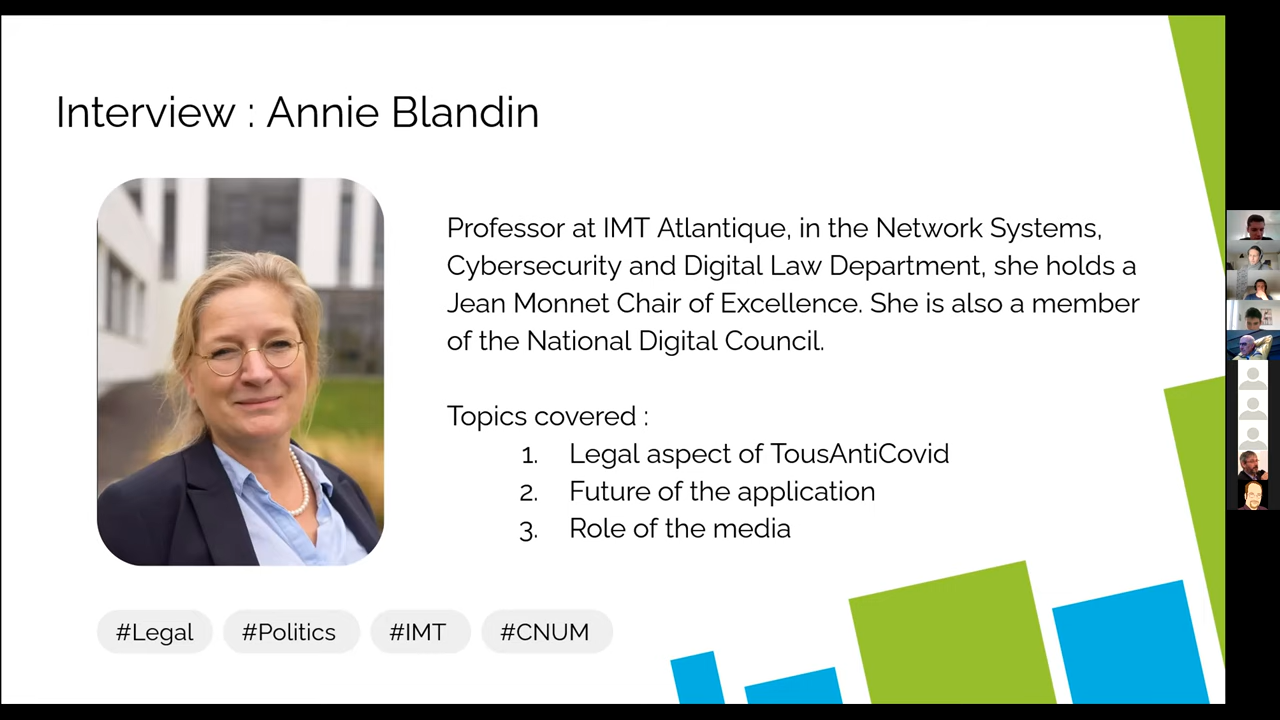 Interview : Annie Blandin
Professor at IMT Atlantique, in the Network Systems,
Cybersecurity and Digital Law Department, she holds a
Jean Monnet Chair of Excellence. She is also a member
of the National Digital Council.
Topics covered :
1. Legal aspect of TousAntiCovid
2. Future of the application
3. Role of the media
#Legal #Politics #IMT #CNUM